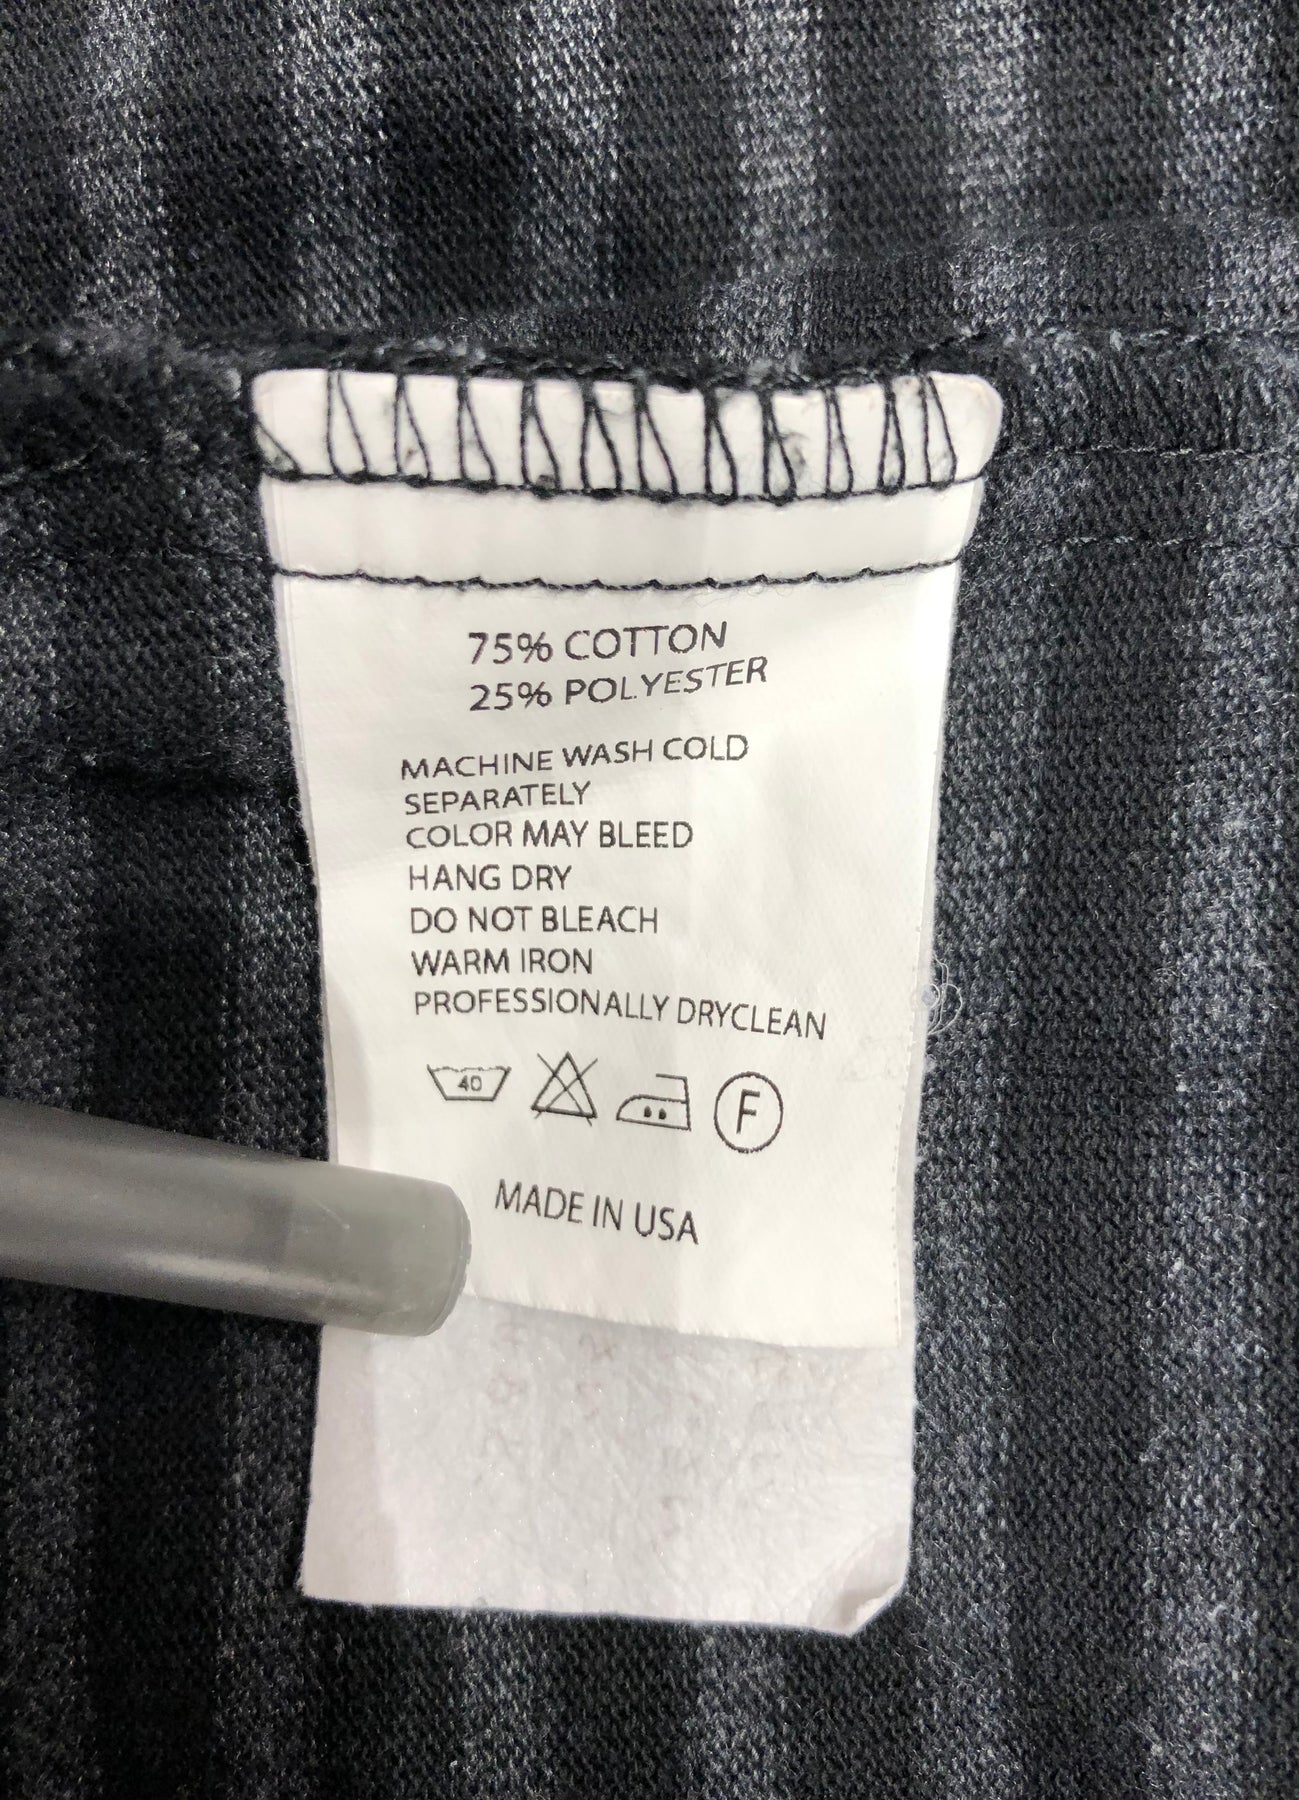 75% COTTON
25% POLYESTER
MACHINE WASH COLD
SEPARATELY
COLOR MAY BLEED
HANG DRY
DO NOT BLEACH
WARM IRON
PROFESSIONALLY DRYCLEAN
40 F
MADE IN USA